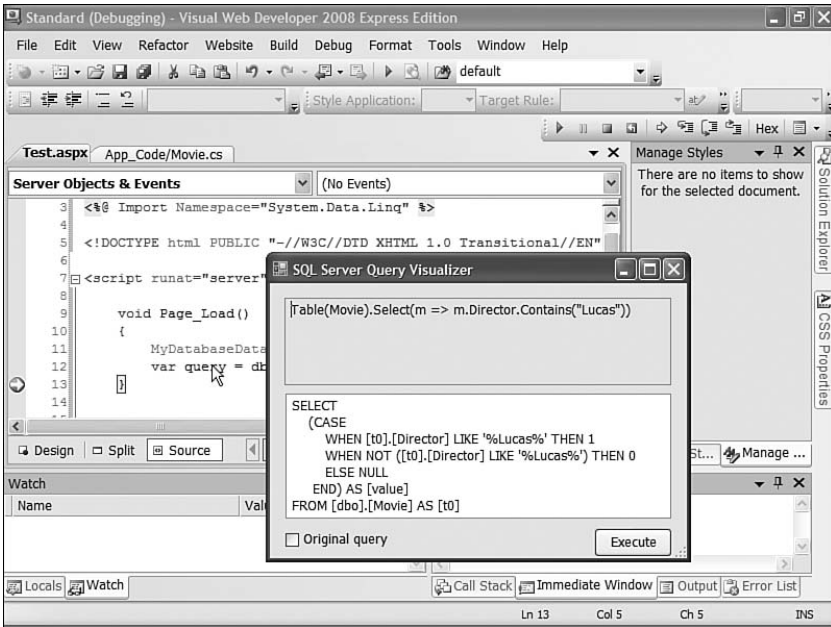 Standard (Debugging) - Visual Web Developer 2008 Express Edition
File Edit View Refactor Website Build Debug Format Tools Window Help
default
Style Application: Target Rule:
Hex
Test.aspx App_Code/Movie.cs
Manage Styles
Server Objects & Events (No Events)
There are no items to show
for the selected document.
Solution Explorer
CSS Properties
3 <%@ Import Namespace="System.Data.Linq" %>
4
5 <!DOCTYPE html PUBLIC "-//W3C//DTD XHTML 1.0 Transitional//EN"
6
7 <script runat="server"
8
9 void Page_Load()
10 {
11 MyDatabaseData
12 var query = db
13 }
14
SQL Server Query Visualizer
Table(Movie).Select(m => m.Director.Contains("Lucas"))
SELECT
(CASE
WHEN [t0].[Director] LIKE '%Lucas%' THEN 1
WHEN NOT ([t0].[Director] LIKE '%Lucas%') THEN 0
ELSE NULL
END) AS [value]
FROM [dbo].[Movie] AS [t0]
Original query Execute
Design Split Source
St... Manage ...
Watch
Name Val
Locals Watch
Call Stack Immediate Window Output Error List
Ln 13 Col 5 Ch 5 INS